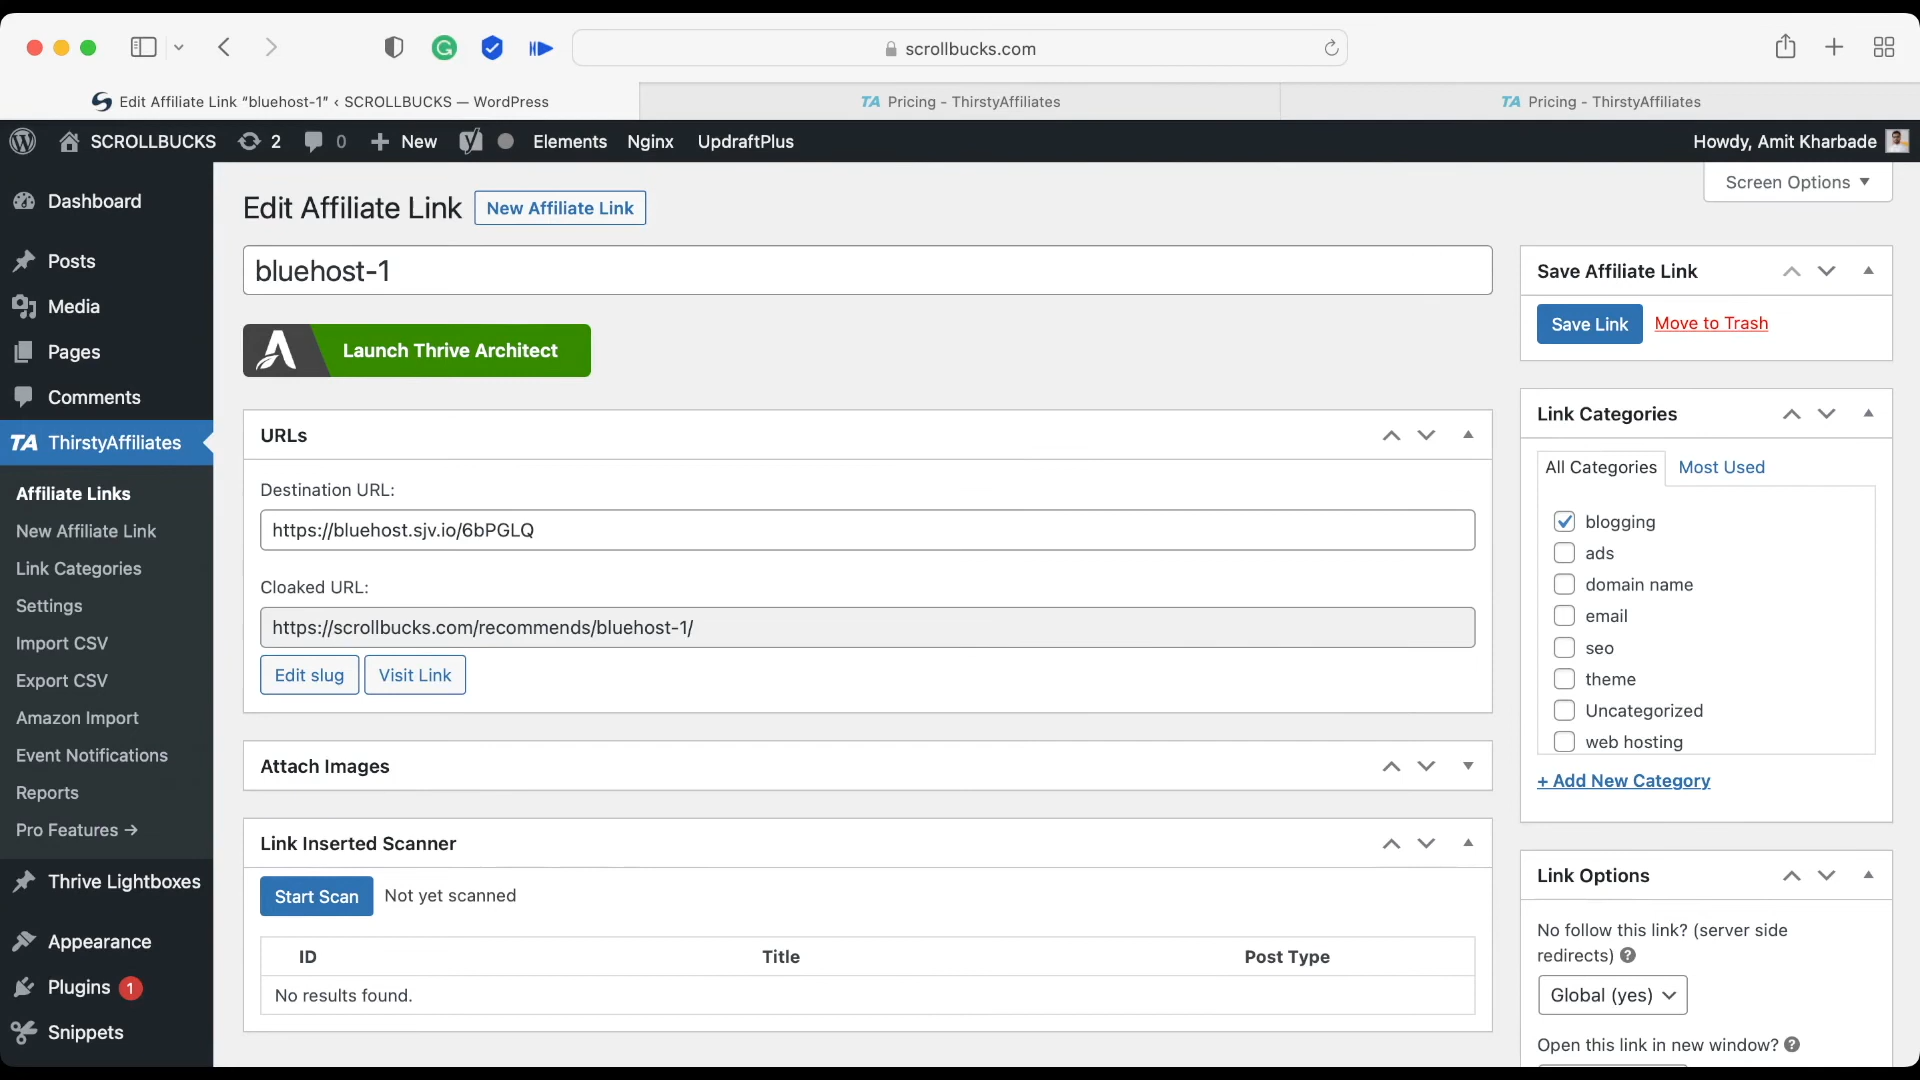 scrollbucks.com
Edit Affiliate Link “bluehost-1” ‹ SCROLLBUCKS — WordPress
TA Pricing - ThirstyAffiliates
TA Pricing - ThirstyAffiliates
SCROLLBUCKS 2 0 New Elements Nginx UpdraftPlus
Howdy, Amit Kharbade
Screen Options
Dashboard
Posts
Media
Pages
Comments
TA ThirstyAffiliates
Affiliate Links
New Affiliate Link
Link Categories
Settings
Import CSV
Export CSV
Amazon Import
Event Notifications
Reports
Pro Features →
Thrive Lightboxes
Appearance
Plugins 1
Snippets
Edit Affiliate Link New Affiliate Link
bluehost-1
Launch Thrive Architect
URLs
Destination URL:
https://bluehost.sjv.io/6bPGLQ
Cloaked URL:
https://scrollbucks.com/recommends/bluehost-1/
Edit slug Visit Link
Attach Images
Link Inserted Scanner
Start Scan Not yet scanned
ID Title Post Type
No results found.
Save Affiliate Link
Save Link Move to Trash
Link Categories
All Categories Most Used
blogging
ads
domain name
email
seo
theme
Uncategorized
web hosting
+ Add New Category
Link Options
No follow this link? (server side
redirects)
Global (yes)
Open this link in new window?